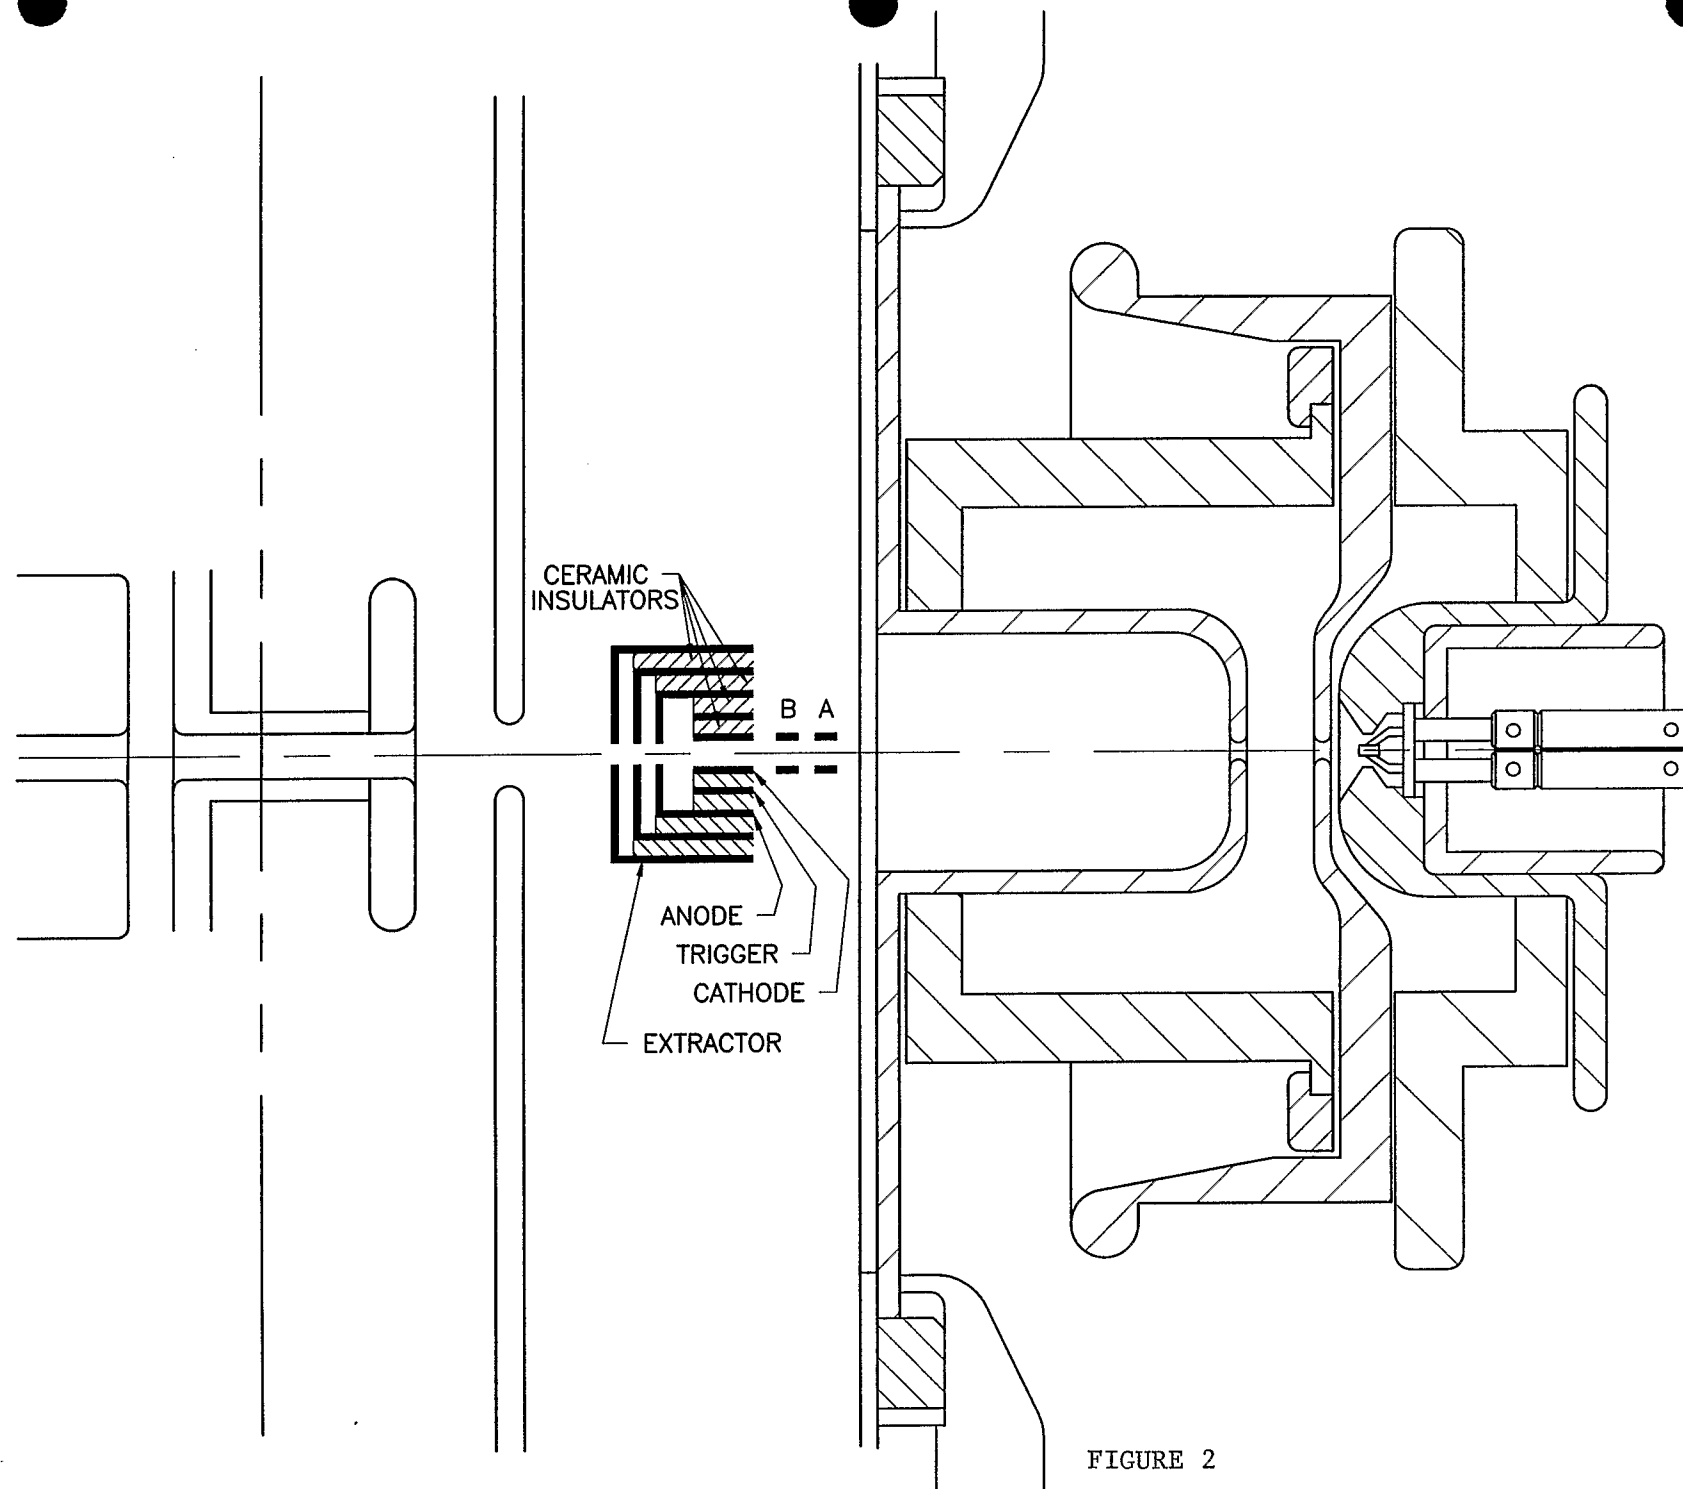 CERAMIC
INSULATORS
B A
ANODE
TRIGGER
CATHODE
EXTRACTOR
FIGURE 2